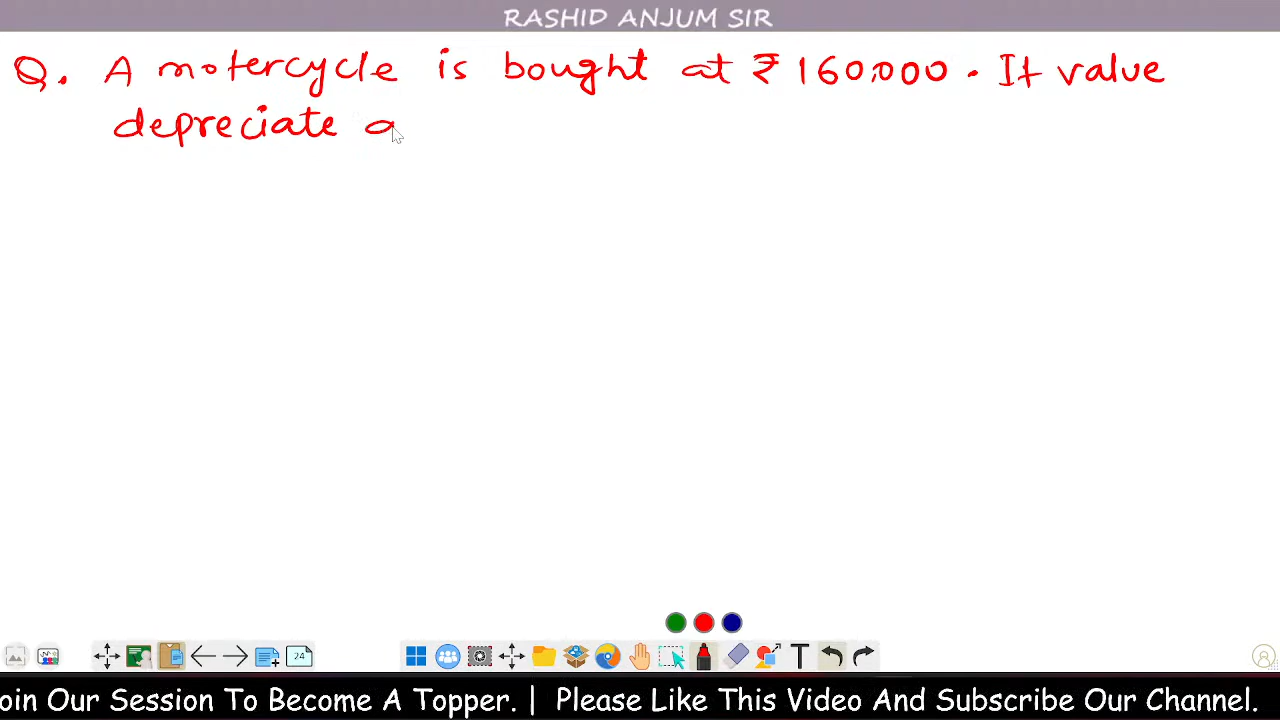 RASHID ANJUM SIR
Q. A motercycle is bought at ₹ 160,000. It value
depreciate a
24
oin Our Session To Become A Topper. | Please Like This Video And Subscribe Our Channel.